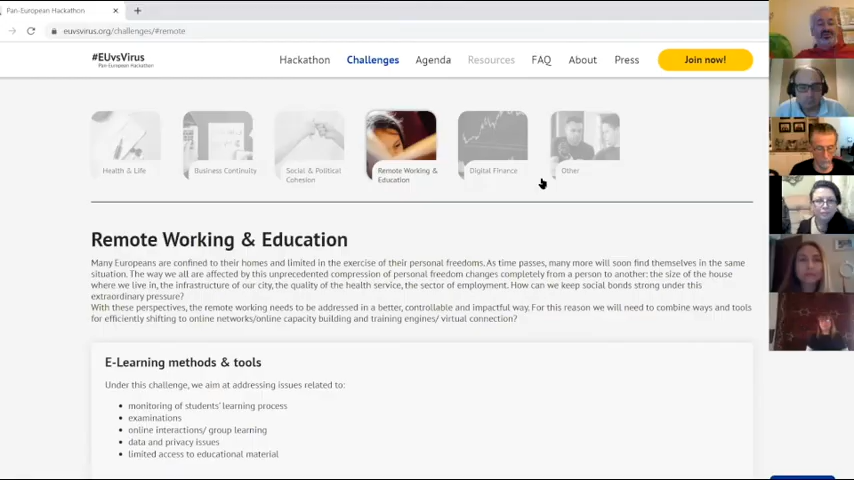 Pan-European Hackathon
euvsvirus.org/challenges/#remote
#EUvsVirus
Pan-European Hackathon
Hackathon Challenges Agenda Resources FAQ About Press Join now!
Health & Life
Business Continuity
Social & Political
Cohesion
Remote Working &
Education
Digital Finance
Other
Remote Working & Education
Many Europeans are confined to their homes and limited in the exercise of their personal freedoms. As time passes, many more will soon find themselves in the same
situation. The way we all are affected by this unprecedented compression of personal freedom changes completely from a person to another: the size of the house
where we live in, the infrastructure of our city, the quality of the health service, the sector of employment. How can we keep social bonds strong under this
extraordinary pressure?
With these perspectives, the remote working needs to be addressed in a better, controllable and impactful way. For this reason we will need to combine ways and tools
for efficiently shifting to online networks/online capacity building and training engines/ virtual connection?
E-Learning methods & tools
Under this challenge, we aim at addressing issues related to:
• monitoring of students' learning process
• examinations
• online interactions/ group learning
• data and privacy issues
• limited access to educational material